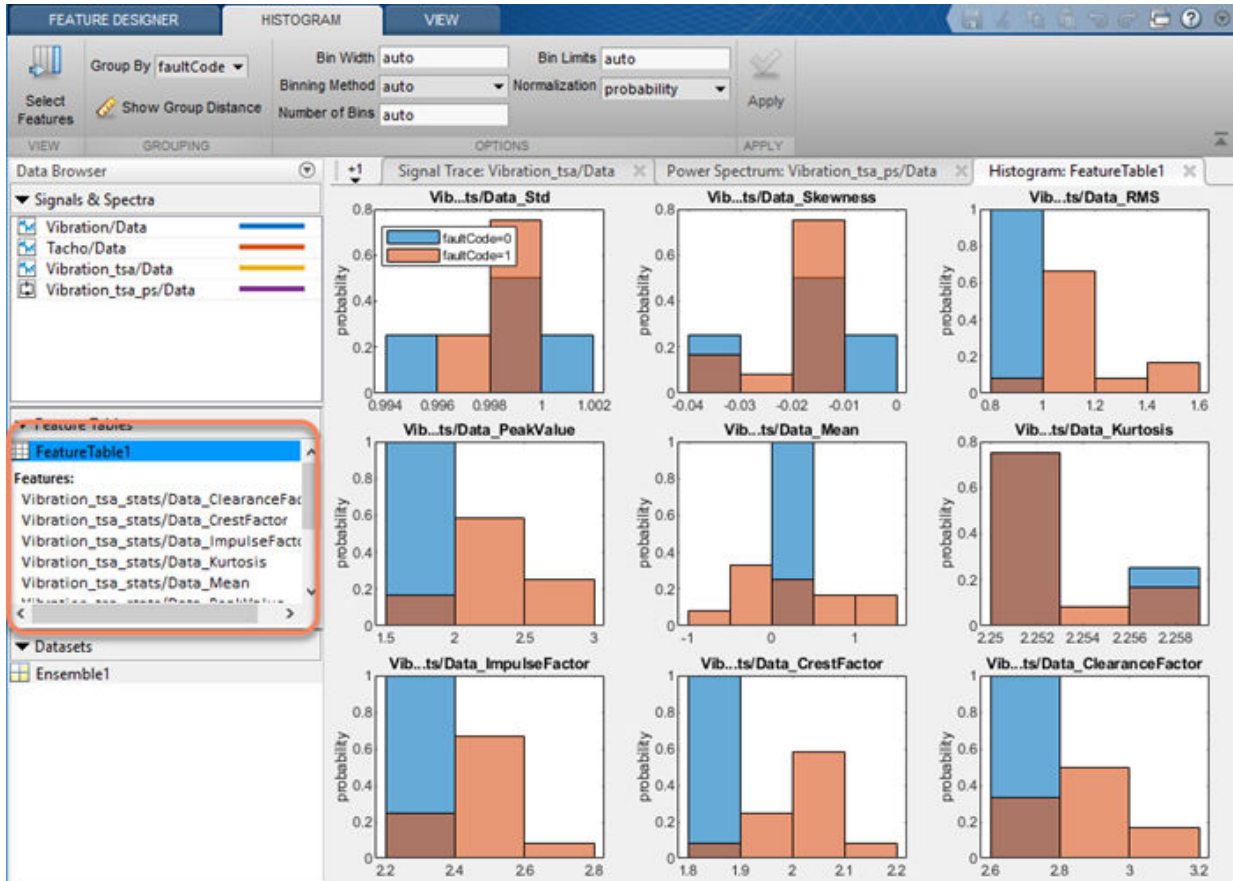 FEATURE DESIGNER HISTOGRAM VIEW
Select Features
Group By faultCode
Show Group Distance
Bin Width auto
Binning Method auto
Number of Bins auto
Bin Limits auto
Normalization probability
Apply
VIEW GROUPING OPTIONS APPLY
Data Browser
Signals & Spectra
Vibration/Data
Tacho/Data
Vibration_tsa/Data
Vibration_tsa_ps/Data
Feature Tables
FeatureTable1
Features:
Vibration_tsa_stats/Data_ClearanceFac
Vibration_tsa_stats/Data_CrestFactor
Vibration_tsa_stats/Data_ImpulseFacto
Vibration_tsa_stats/Data_Kurtosis
Vibration_tsa_stats/Data_Mean
Vibration_tsa_stats/Data_PeakValue
Datasets
Ensemble1
+1 Signal Trace: Vibration_tsa/Data Power Spectrum: Vibration_tsa_ps/Data Histogram: FeatureTable1
Vib...ts/Data_Std
faultCode=0
faultCode=1
probability
0.8
0.6
0.4
0.2
0
0.994 0.996 0.998 1 1.002
Vib...ts/Data_Skewness
probability
0.8
0.6
0.4
0.2
0
-0.04 -0.03 -0.02 -0.01 0
Vib...ts/Data_RMS
probability
1
0.8
0.6
0.4
0.2
0
0.8 1 1.2 1.4 1.6
Vib...ts/Data_PeakValue
probability
1
0.8
0.6
0.4
0.2
0
1.5 2 2.5 3
Vib...ts/Data_Mean
probability
1
0.8
0.6
0.4
0.2
0
-1 0 1
Vib...ts/Data_Kurtosis
probability
0.8
0.6
0.4
0.2
0
2.25 2.252 2.254 2.256 2.258
Vib...ts/Data_ImpulseFactor
probability
1
0.8
0.6
0.4
0.2
0
2.2 2.4 2.6 2.8
Vib...ts/Data_CrestFactor
probability
1
0.8
0.6
0.4
0.2
0
1.8 1.9 2 2.1 2.2
Vib...ts/Data_ClearanceFactor
probability
1
0.8
0.6
0.4
0.2
0
2.6 2.8 3 3.2